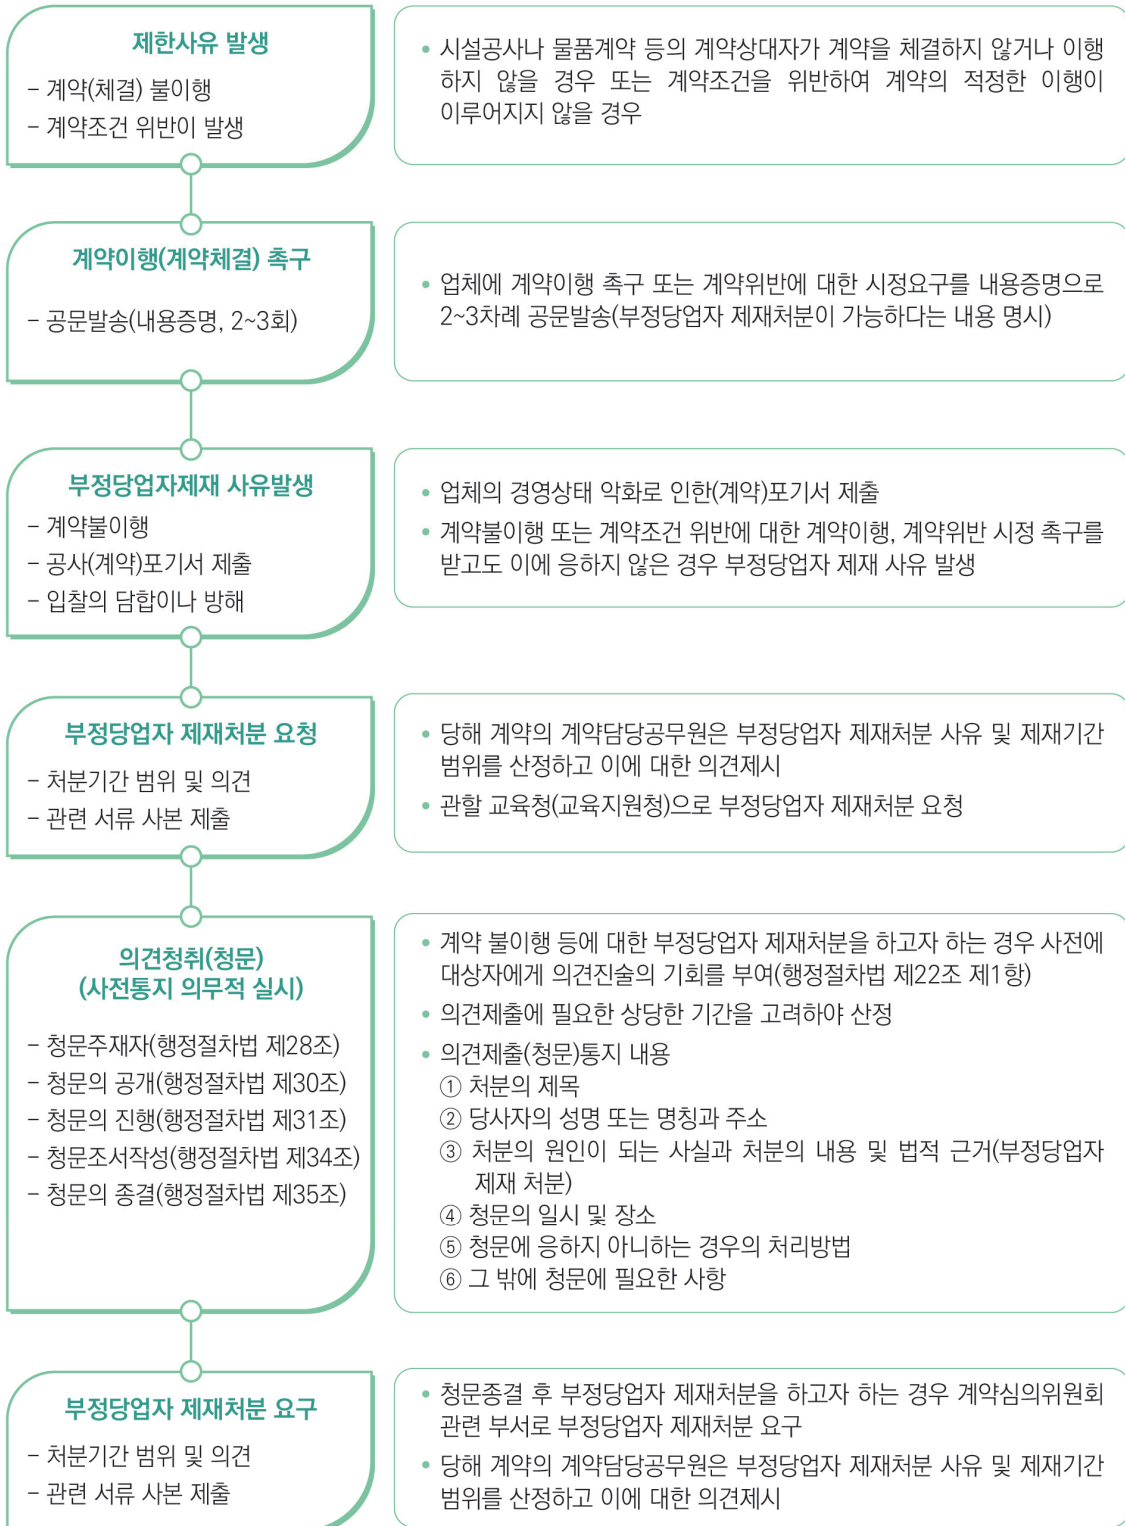 제한사유 발생
- 계약(체결) 불이행
- 계약조건 위반이 발생
• 시설공사나 물품계약 등의 계약상대자가 계약을 체결하지 않거나 이행
하지 않을 경우 또는 계약조건을 위반하여 계약의 적정한 이행이
이루어지지 않을 경우
계약이행(계약체결) 촉구
- 공문발송(내용증명, 2~3회)
• 업체에 계약이행 촉구 또는 계약위반에 대한 시정요구를 내용증명으로
2~3차례 공문발송(부정당업자 제재처분이 가능하다는 내용 명시)
부정당업자제재 사유발생
- 계약불이행
- 공사(계약)포기서 제출
- 입찰의 담합이나 방해
• 업체의 경영상태 악화로 인한(계약)포기서 제출
• 계약불이행 또는 계약조건 위반에 대한 계약이행, 계약위반 시정 촉구를
받고도 이에 응하지 않은 경우 부정당업자 제재 사유 발생
부정당업자 제재처분 요청
- 처분기간 범위 및 의견
- 관련 서류 사본 제출
• 당해 계약의 계약담당공무원은 부정당업자 제재처분 사유 및 제재기간
범위를 산정하고 이에 대한 의견제시
• 관할 교육청(교육지원청)으로 부정당업자 제재처분 요청
의견청취(청문)
(사전통지 의무적 실시)
- 청문주재자(행정절차법 제28조)
- 청문의 공개(행정절차법 제30조)
- 청문의 진행(행정절차법 제31조)
- 청문조서작성(행정절차법 제34조)
- 청문의 종결(행정절차법 제35조)
• 계약 불이행 등에 대한 부정당업자 제재처분을 하고자 하는 경우 사전에
대상자에게 의견진술의 기회를 부여(행정절차법 제22조 제1항)
• 의견제출에 필요한 상당한 기간을 고려하야 산정
• 의견제출(청문)통지 내용
① 처분의 제목
② 당사자의 성명 또는 명칭과 주소
③ 처분의 원인이 되는 사실과 처분의 내용 및 법적 근거(부정당업자
제재 처분)
④ 청문의 일시 및 장소
⑤ 청문에 응하지 아니하는 경우의 처리방법
⑥ 그 밖에 청문에 필요한 사항
부정당업자 제재처분 요구
- 처분기간 범위 및 의견
- 관련 서류 사본 제출
• 청문종결 후 부정당업자 제재처분을 하고자 하는 경우 계약심의위원회
관련 부서로 부정당업자 제재처분 요구
• 당해 계약의 계약담당공무원은 부정당업자 제재처분 사유 및 제재기간
범위를 산정하고 이에 대한 의견제시